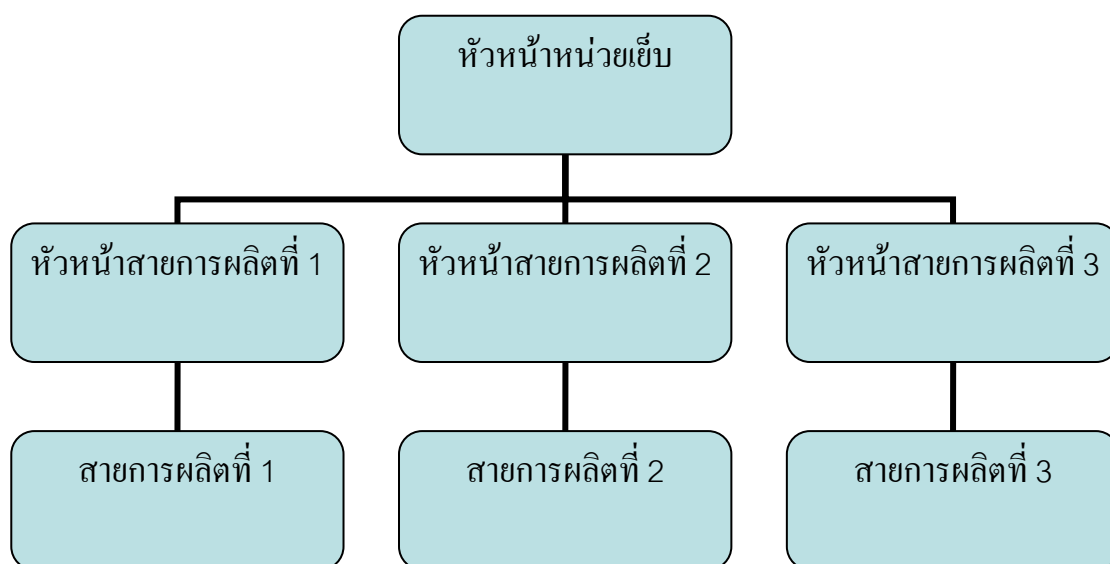 หัวหน้าหน่วยเย็บ
หัวหน้าสายการผลิตที่ 1
หัวหน้าสายการผลิตที่ 2
หัวหน้าสายการผลิตที่ 3
สายการผลิตที่ 1
สายการผลิตที่ 2
สายการผลิตที่ 3